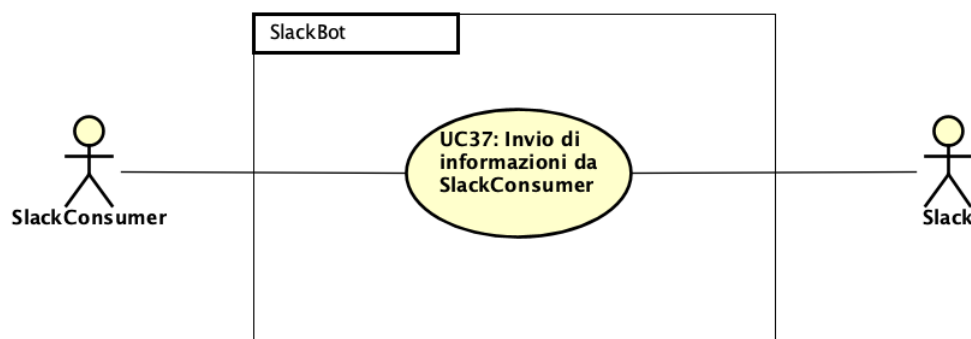 SlackBot
UC37: Invio di
informazioni da
SlackConsumer
SlackConsumer
Slack